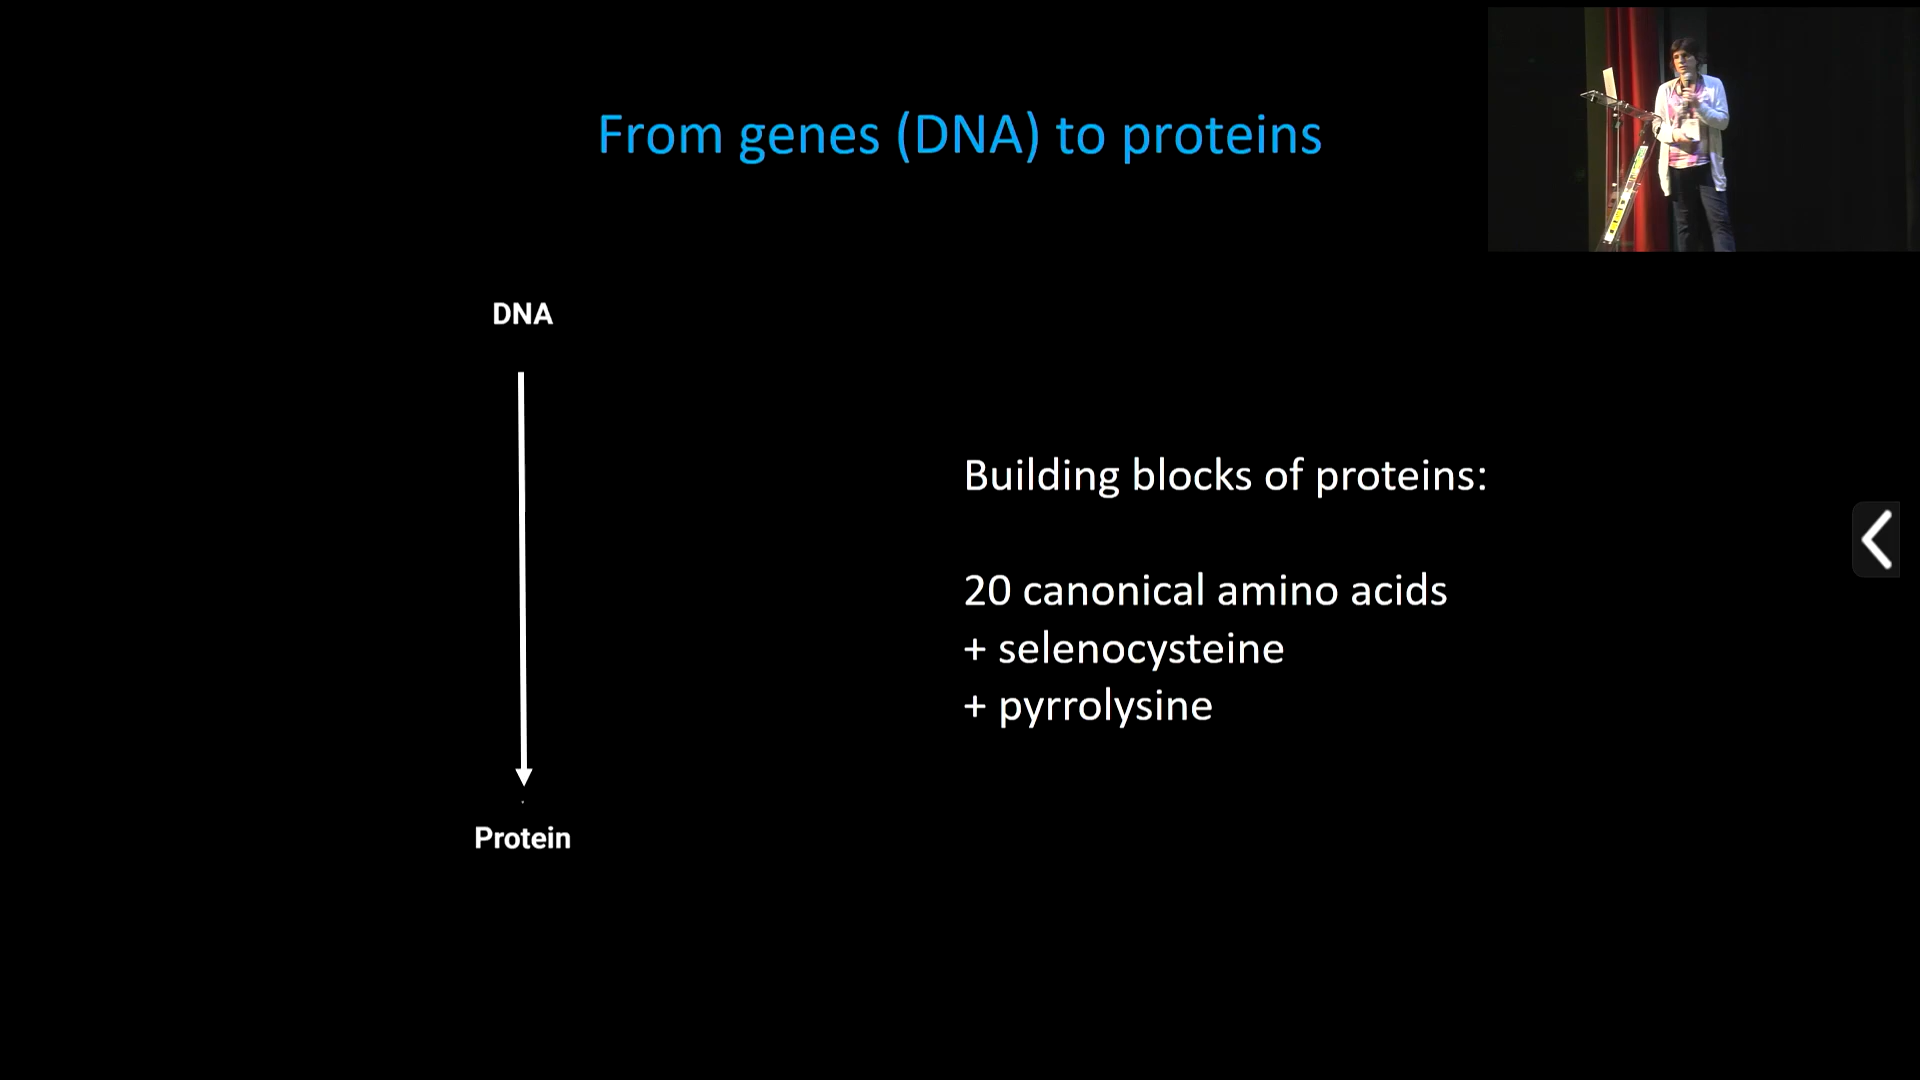 From genes (DNA) to proteins
DNA
Protein
Building blocks of proteins:
20 canonical amino acids
+ selenocysteine
+ pyrrolysine